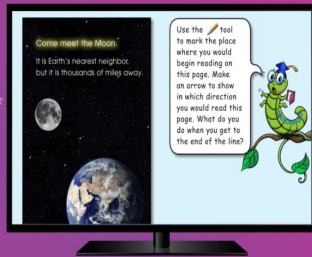 Come meet the Moon.
It is Earth's nearest neighbor,
but it is thousands of miles away.
Use the tool
to mark the place
where you would
begin reading on
this page. Make
an arrow to show
in which direction
you would read this
page. What do you
do when you get to
the end of the line?